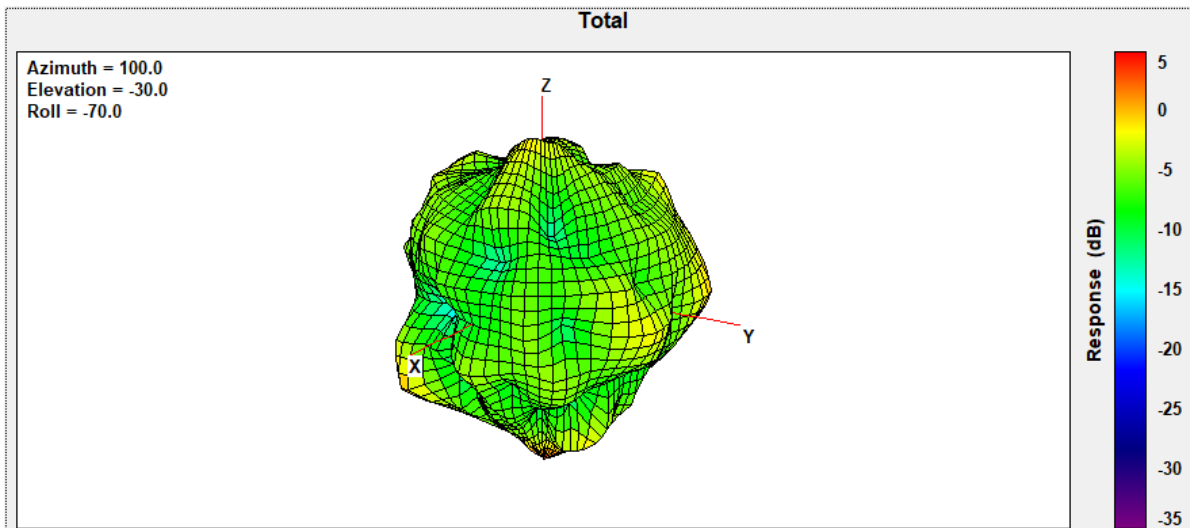 Total
Azimuth = 100.0
Elevation = -30.0
Roll = -70.0
Z
X
Y
Response (dB)
5
0
-5
-10
-15
-20
-25
-30
-35